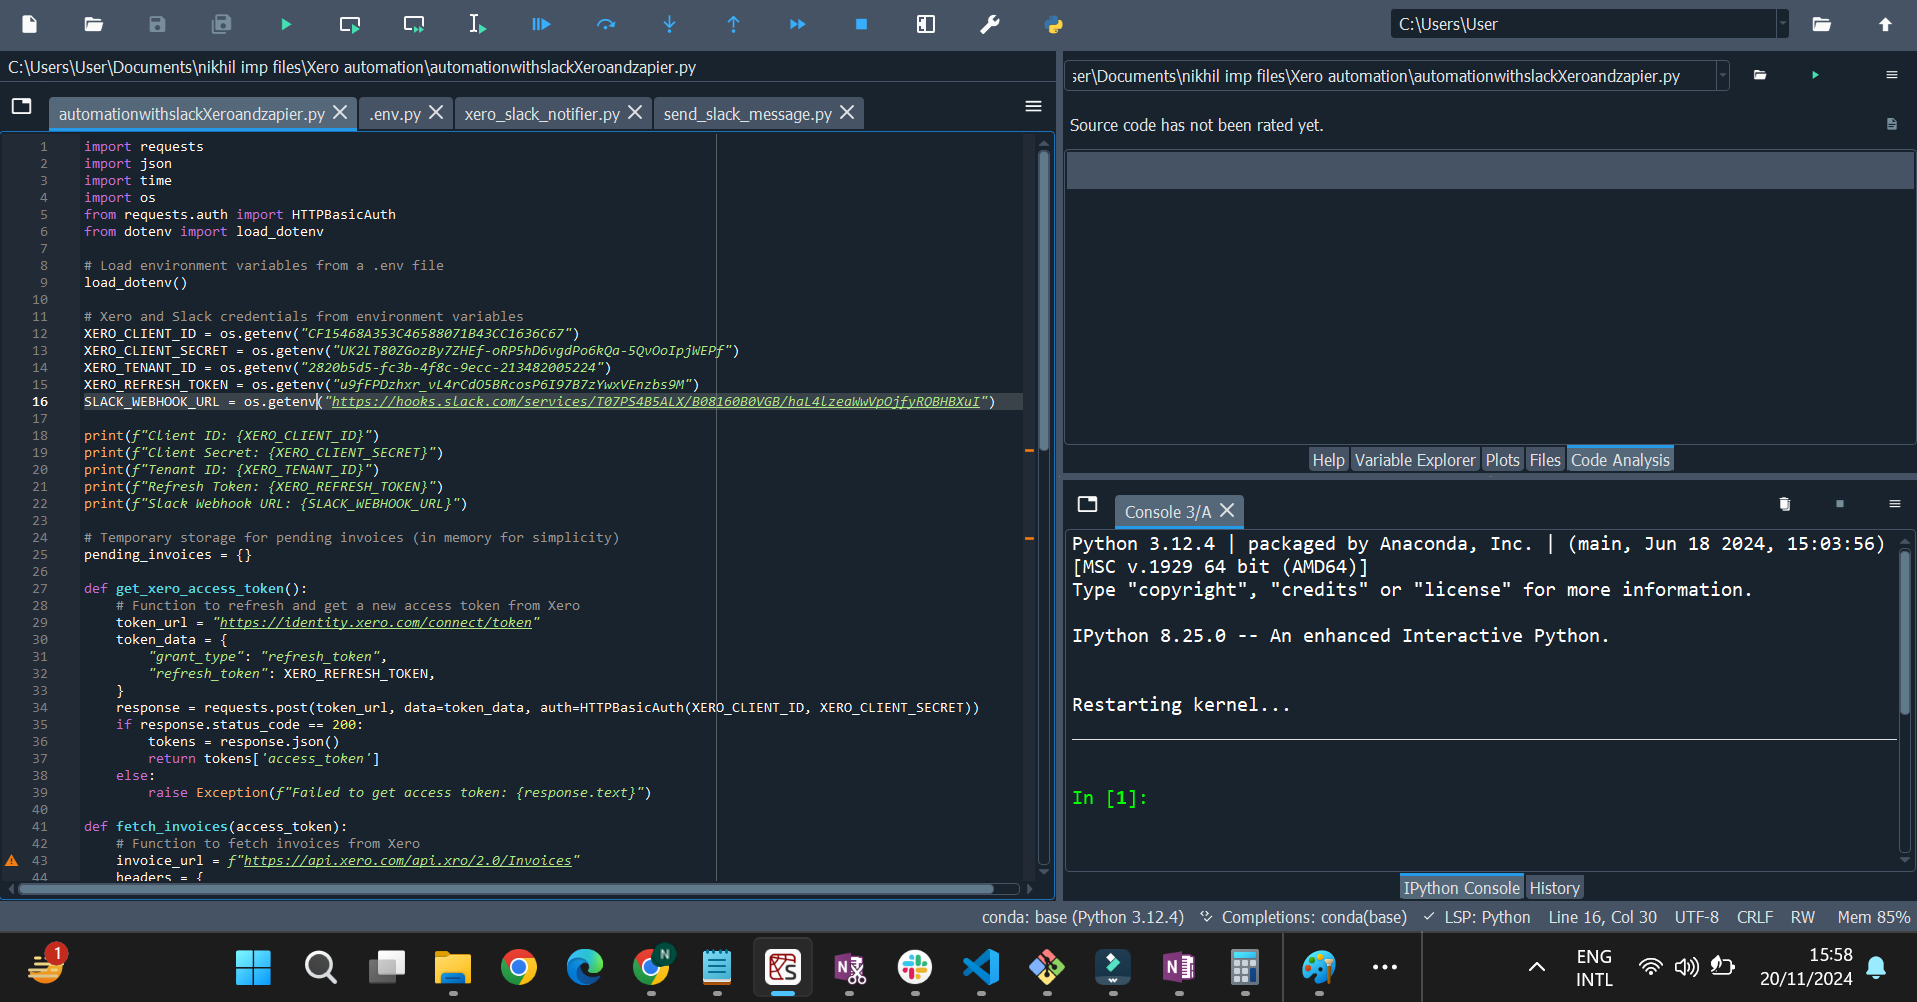 C:\Users\User
C:\Users\User\Documents\nikhil imp files\Xero automation\automationwithslackXeroandzapier.py
automationwithslackXeroandzapier.py
.env.py
xero_slack_notifier.py
send_slack_message.py
1 import requests
2 import json
3 import time
4 import os
5 from requests.auth import HTTPBasicAuth
6 from dotenv import load_dotenv
7
8 # Load environment variables from a .env file
9 load_dotenv()
10
11 # Xero and Slack credentials from environment variables
12 XERO_CLIENT_ID = os.getenv("CF15468A353C46588071B43CC1636C67")
13 XERO_CLIENT_SECRET = os.getenv("UK2LT80ZGozBy7ZHEf-oRP5hD6vgdPo6kQa-5QvOoIpjWEPf")
14 XERO_TENANT_ID = os.getenv("2820b5d5-fc3b-4f8c-9ecc-213482005224")
15 XERO_REFRESH_TOKEN = os.getenv("u9fFPDzhxr_vL4rCdO5BRcosP6I97B7zYwxVEnzbs9M")
16 SLACK_WEBHOOK_URL = os.getenv("https://hooks.slack.com/services/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")
17
18 print(f"Client ID: {XERO_CLIENT_ID}")
19 print(f"Client Secret: {XERO_CLIENT_SECRET}")
20 print(f"Tenant ID: {XERO_TENANT_ID}")
21 print(f"Refresh Token: {XERO_REFRESH_TOKEN}")
22 print(f"Slack Webhook URL: {SLACK_WEBHOOK_URL}")
23
24 # Temporary storage for pending invoices (in memory for simplicity)
25 pending_invoices = {}
26
27 def get_xero_access_token():
28 # Function to refresh and get a new access token from Xero
29 token_url = "https://identity.xero.com/connect/token"
30 token_data = {
31 "grant_type": "refresh_token",
32 "refresh_token": XERO_REFRESH_TOKEN,
33 }
34 response = requests.post(token_url, data=token_data, auth=HTTPBasicAuth(XERO_CLIENT_ID, XERO_CLIENT_SECRET))
35 if response.status_code == 200:
36 tokens = response.json()
37 return tokens['access_token']
38 else:
39 raise Exception(f"Failed to get access token: {response.text}")
40
41 def fetch_invoices(access_token):
42 # Function to fetch invoices from Xero
43 invoice_url = f"https://api.xero.com/api.xro/2.0/Invoices"
44 headers = {
ser\Documents\nikhil imp files\Xero automation\automationwithslackXeroandzapier.py
Source code has not been rated yet.
Help Variable Explorer Plots Files Code Analysis
Console 3/A
Python 3.12.4 | packaged by Anaconda, Inc. | (main, Jun 18 2024, 15:03:56)
[MSC v.1929 64 bit (AMD64)]
Type "copyright", "credits" or "license" for more information.
IPython 8.25.0 -- An enhanced Interactive Python.
Restarting kernel...
In [1]:
IPython Console History
conda: base (Python 3.12.4) Completions: conda(base) LSP: Python Line 16, Col 30 UTF-8 CRLF RW Mem 85%
1
N
ENG
INTL
15:58
20/11/2024